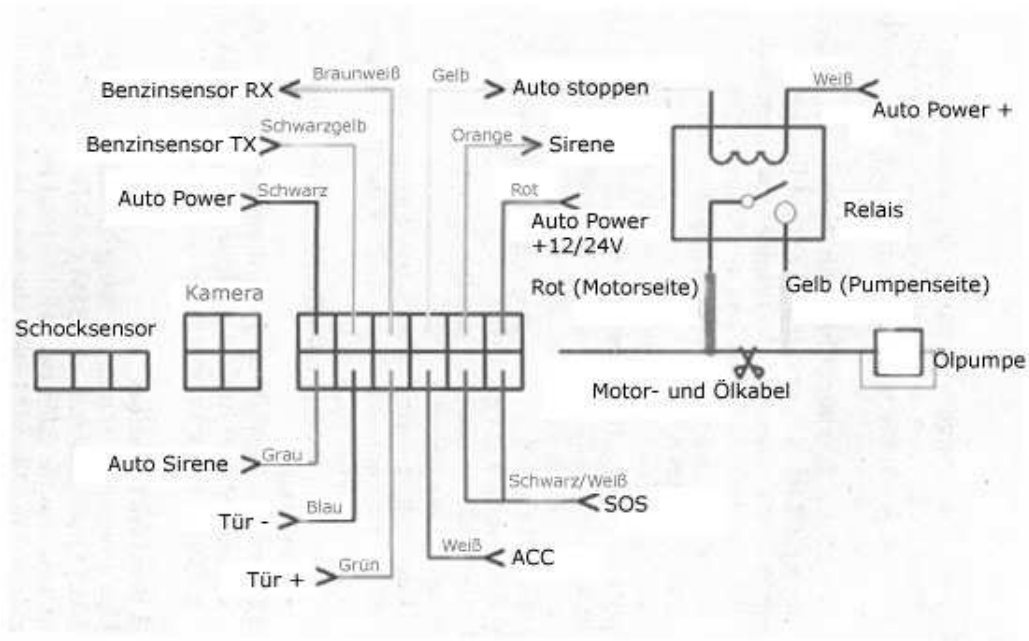 Braunweiß
Benzinsensor RX
Schwarzgelb
Benzinsensor TX
Schwarz
Auto Power
Gelb
Auto stoppen
Orange
Sirene
Rot
Auto Power
+12/24V
Weiß
Auto Power +
Relais
Rot (Motorseite)
Gelb (Pumpenseite)
Kamera
Schocksensor
Ölpumpe
Motor- und Ölkabel
Grau
Auto Sirene
Blau
Tür -
Grün
Tür +
Schwarz/Weiß
SOS
Weiß
ACC